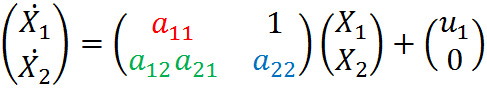 (Ẋ₁ Ẋ₂) = (a₁₁ 1 a₁₂a₂₁ a₂₂)(X₁ X₂) + (u₁ 0)